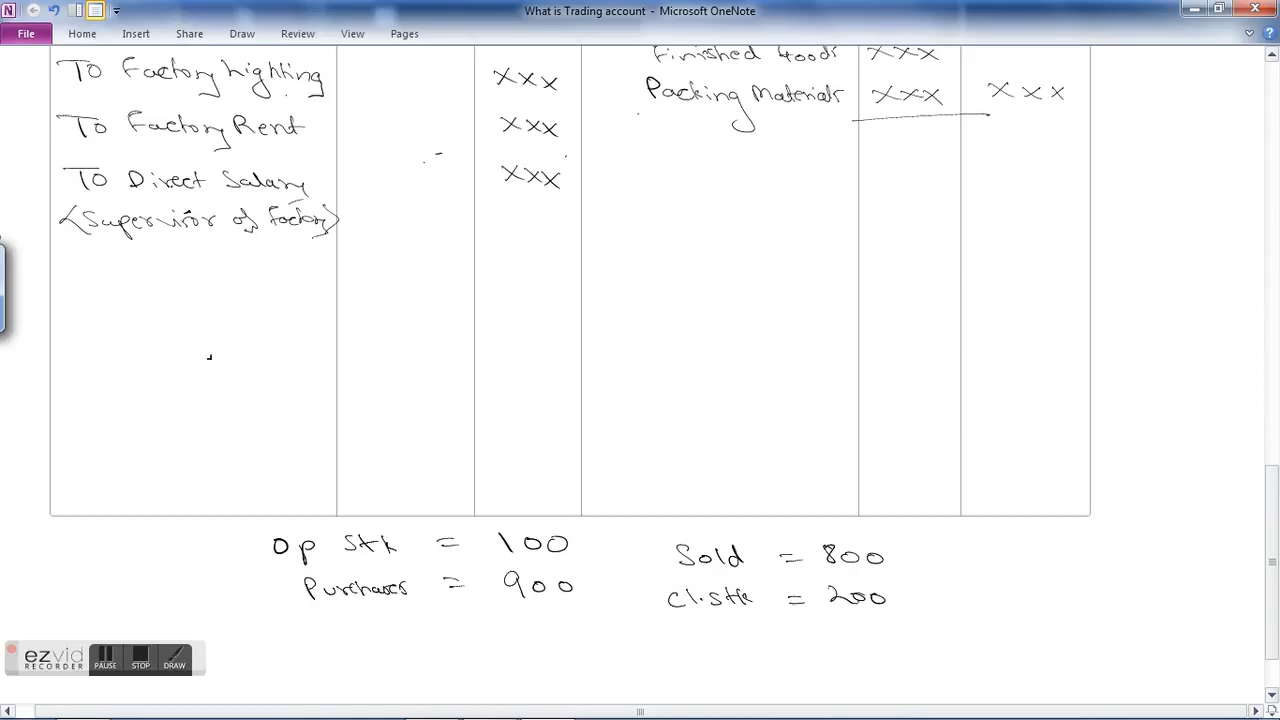 What is Trading account - Microsoft OneNote
File Home Insert Share Draw Review View Pages
To Factory Lighting XXX
To Factory Rent XXX
To Direct Salary XXX
(Supervisor of Factory)
Finished Goods XXX
Packing Materials XXX XXX
Op Stk = 100
Purchases = 900
Sold = 800
Cl.Stk = 200
ezvid
RECORDER
PAUSE STOP DRAW